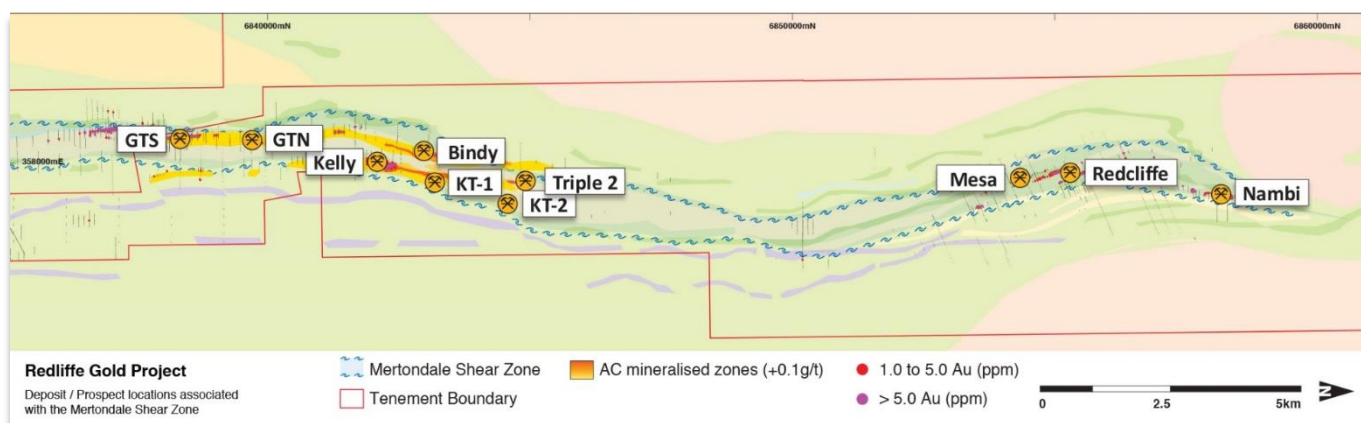 6840000mN
6850000mN
6860000mN
358000mE
GTS
GTN
Kelly
Bindy
KT-1
Triple 2
KT-2
Mesa
Redcliffe
Nambi
Redliffe Gold Project
Deposit / Prospect locations associated
with the Mertondale Shear Zone
Mertondale Shear Zone
Tenement Boundary
AC mineralised zones (+0.1g/t)
1.0 to 5.0 Au (ppm)
> 5.0 Au (ppm)
0
2.5
5km
N